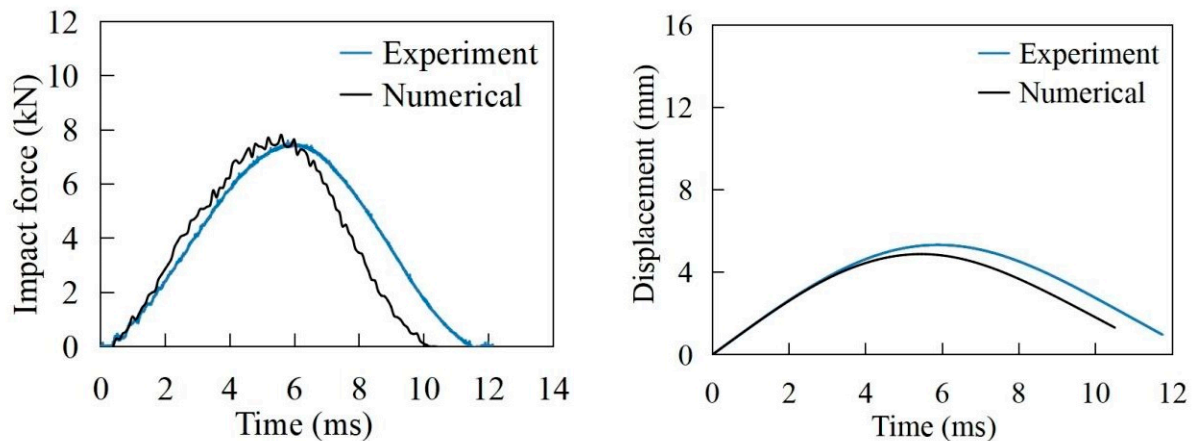 12
10
8
6
4
2
0
Impact force (kN)
Experiment
Numerical
0 2 4 6 8 10 12 14
Time (ms)
16
12
8
4
0
Displacement (mm)
Experiment
Numerical
0 2 4 6 8 10 12
Time (ms)